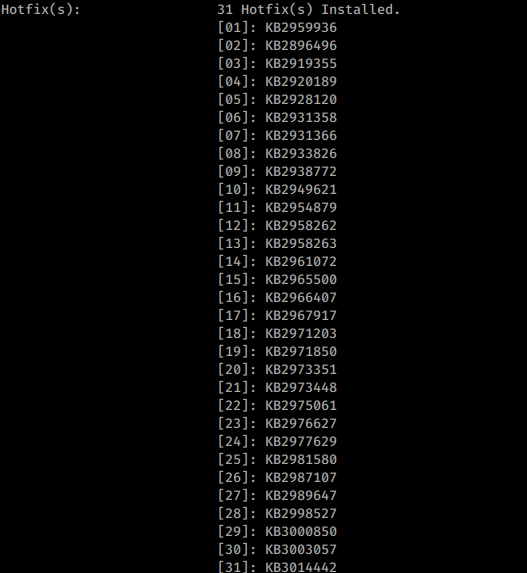 Hotfix(s): 31 Hotfix(s) Installed.
[01]: KB2959936
[02]: KB2896496
[03]: KB2919355
[04]: KB2920189
[05]: KB2928120
[06]: KB2931358
[07]: KB2931366
[08]: KB2933826
[09]: KB2938772
[10]: KB2949621
[11]: KB2954879
[12]: KB2958262
[13]: KB2958263
[14]: KB2961072
[15]: KB2965500
[16]: KB2966407
[17]: KB2967917
[18]: KB2971203
[19]: KB2971850
[20]: KB2973351
[21]: KB2973448
[22]: KB2975061
[23]: KB2976627
[24]: KB2977629
[25]: KB2981580
[26]: KB2987107
[27]: KB2989647
[28]: KB2998527
[29]: KB3000850
[30]: KB3003057
[31]: KB3014442